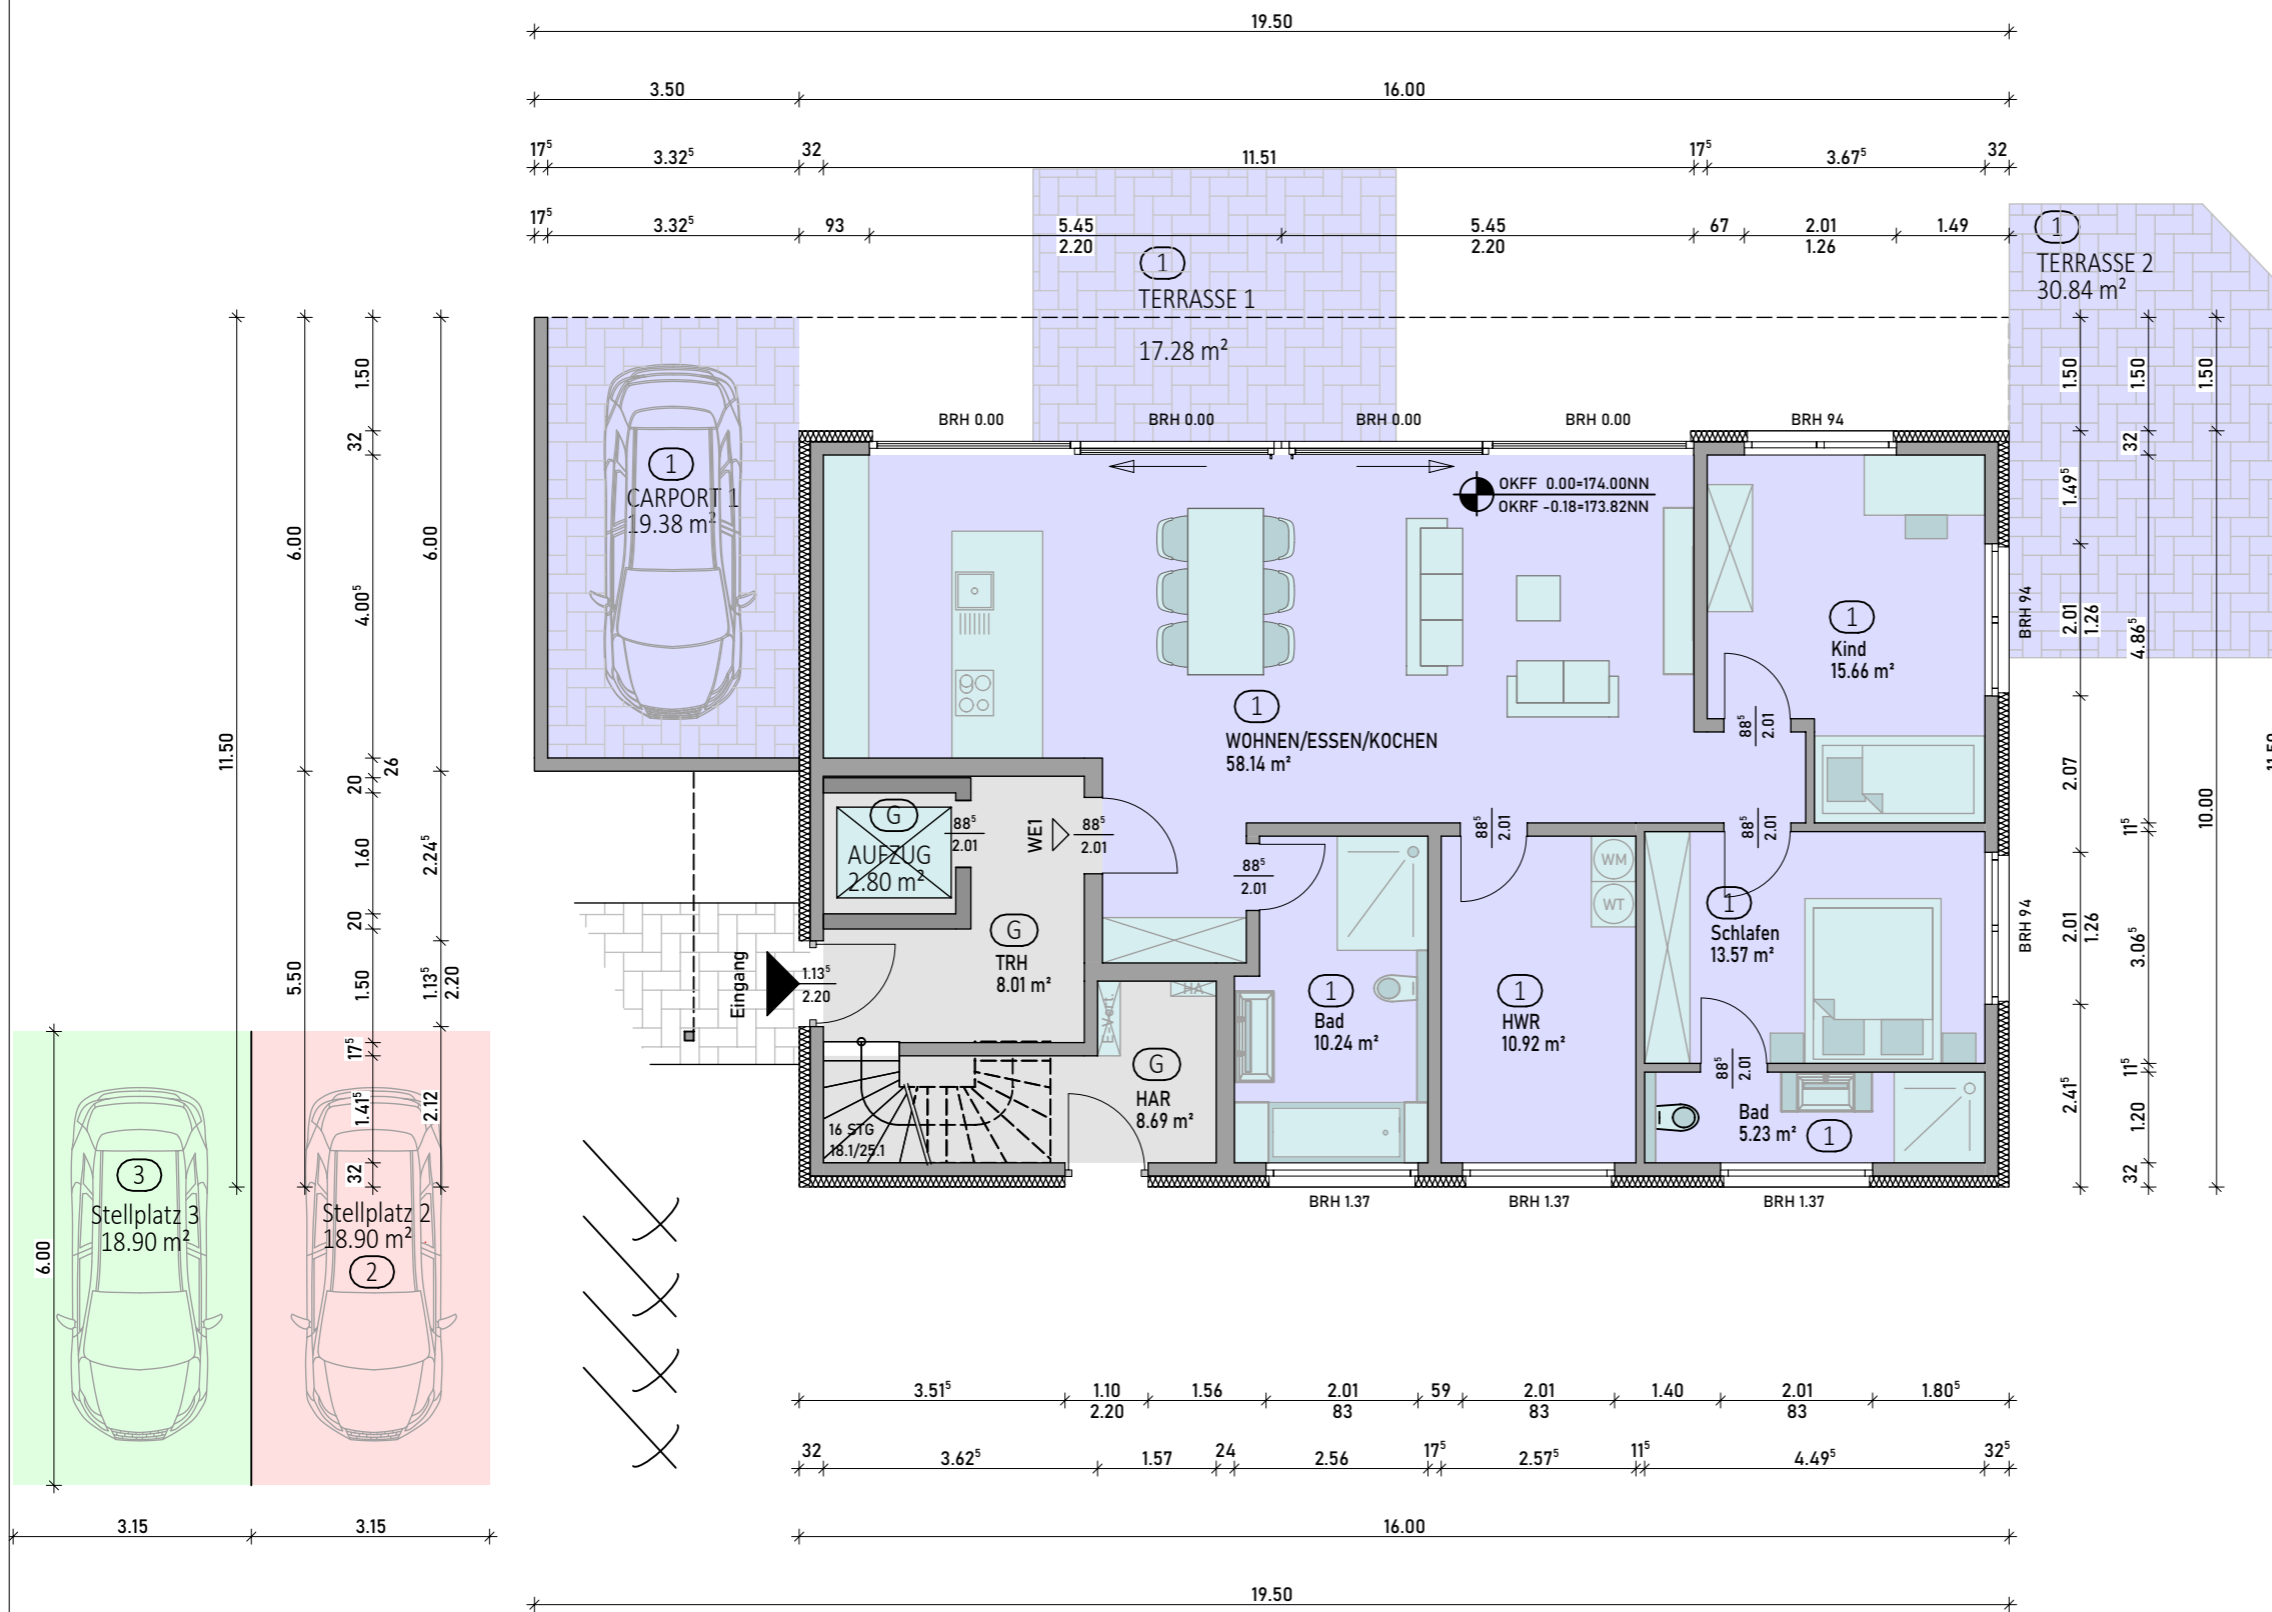 19.50
3.50 16.00
17⁵ 3.32⁵ 32 11.51 17⁵ 3.67⁵ 32
17⁵ 3.32⁵ 93 5.45 5.45 67 2.01 1.49
2.20 2.20 1.26
1
TERRASSE 1
17.28 m²
1
TERRASSE 2
30.84 m²
11.50
6.00
5.50
1.50
32
4.00⁵
26
20
1.60
20
1.50
17⁵
1.41⁵
32
6.00
2.24⁵
1.13⁵
2.20
2.12
BRH 0.00 BRH 0.00 BRH 0.00 BRH 0.00 BRH 94
1
CARPORT 1
19.38 m²
OKFF 0.00=174.00NN
OKRF -0.18=173.82NN
1
Kind
15.66 m²
1
WOHNEN/ESSEN/KOCHEN
58.14 m²
88⁵
2.01
G
AUFZUG
2.80 m²
88⁵
2.01
WE1
88⁵
2.01
88⁵
2.01
88⁵
2.01
88⁵
2.01
WM
WT
G
TRH
8.01 m²
Eingang
1.13⁵
2.20
1
Schlafen
13.57 m²
E-Vert.
HA
1
Bad
10.24 m²
1
HWR
10.92 m²
88⁵
2.01
G
HAR
8.69 m²
Bad
5.23 m²
1
16 STG
18.1/25.1
BRH 1.37 BRH 1.37 BRH 1.37
BRH 94
BRH 94
1.50
1.49⁵
2.01
1.26
2.07
2.01
1.26
2.41⁵
1.50
32
4.86⁵
11⁵
3.06⁵
11⁵
1.20
32
1.50
10.00
11.50
3
Stellplatz 3
18.90 m²
Stellplatz 2
18.90 m²
2
6.00
3.15 3.15
3.51⁵ 1.10 1.56 2.01 59 2.01 1.40 2.01 1.80⁵
2.20 83 83 83
32 3.62⁵ 1.57 24 2.56 17⁵ 2.57⁵ 11⁵ 4.49⁵ 32⁵
16.00
19.50